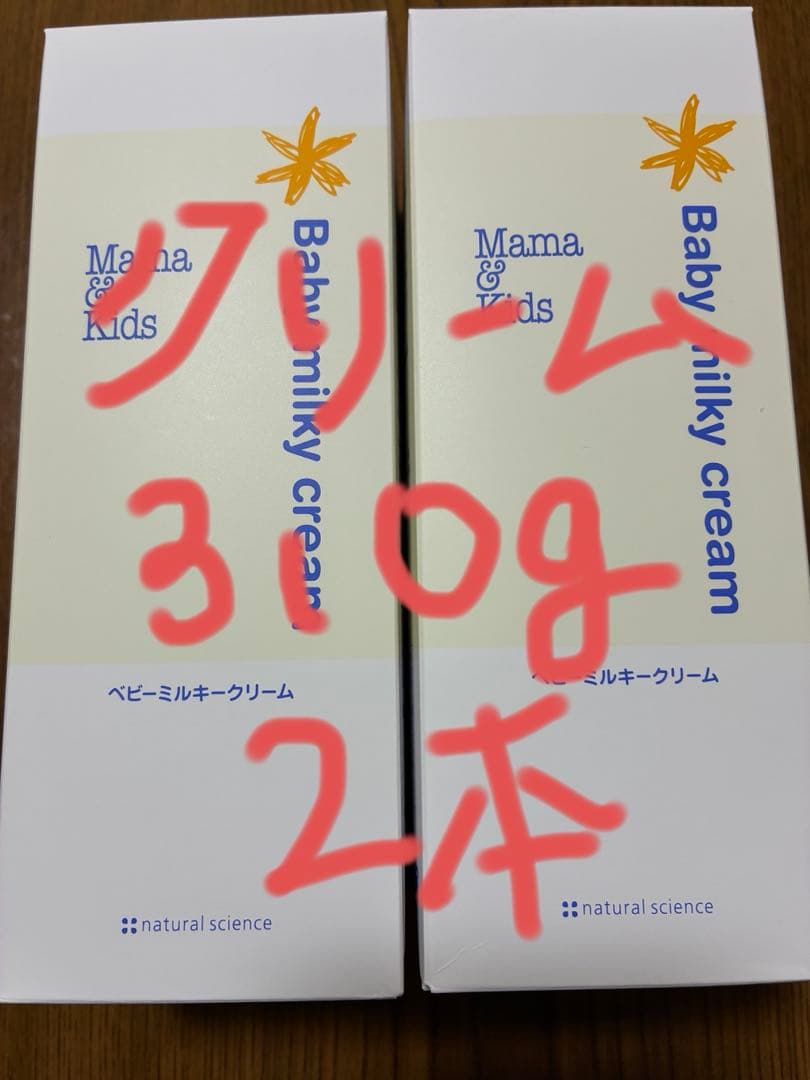 Mama
&
Kids
Baby milky cream
ベビーミルキークリーム
natural science
Mama
&
Kids
Baby milky cream
ベビーミルキークリーム
natural science
クリーム
310g
2本